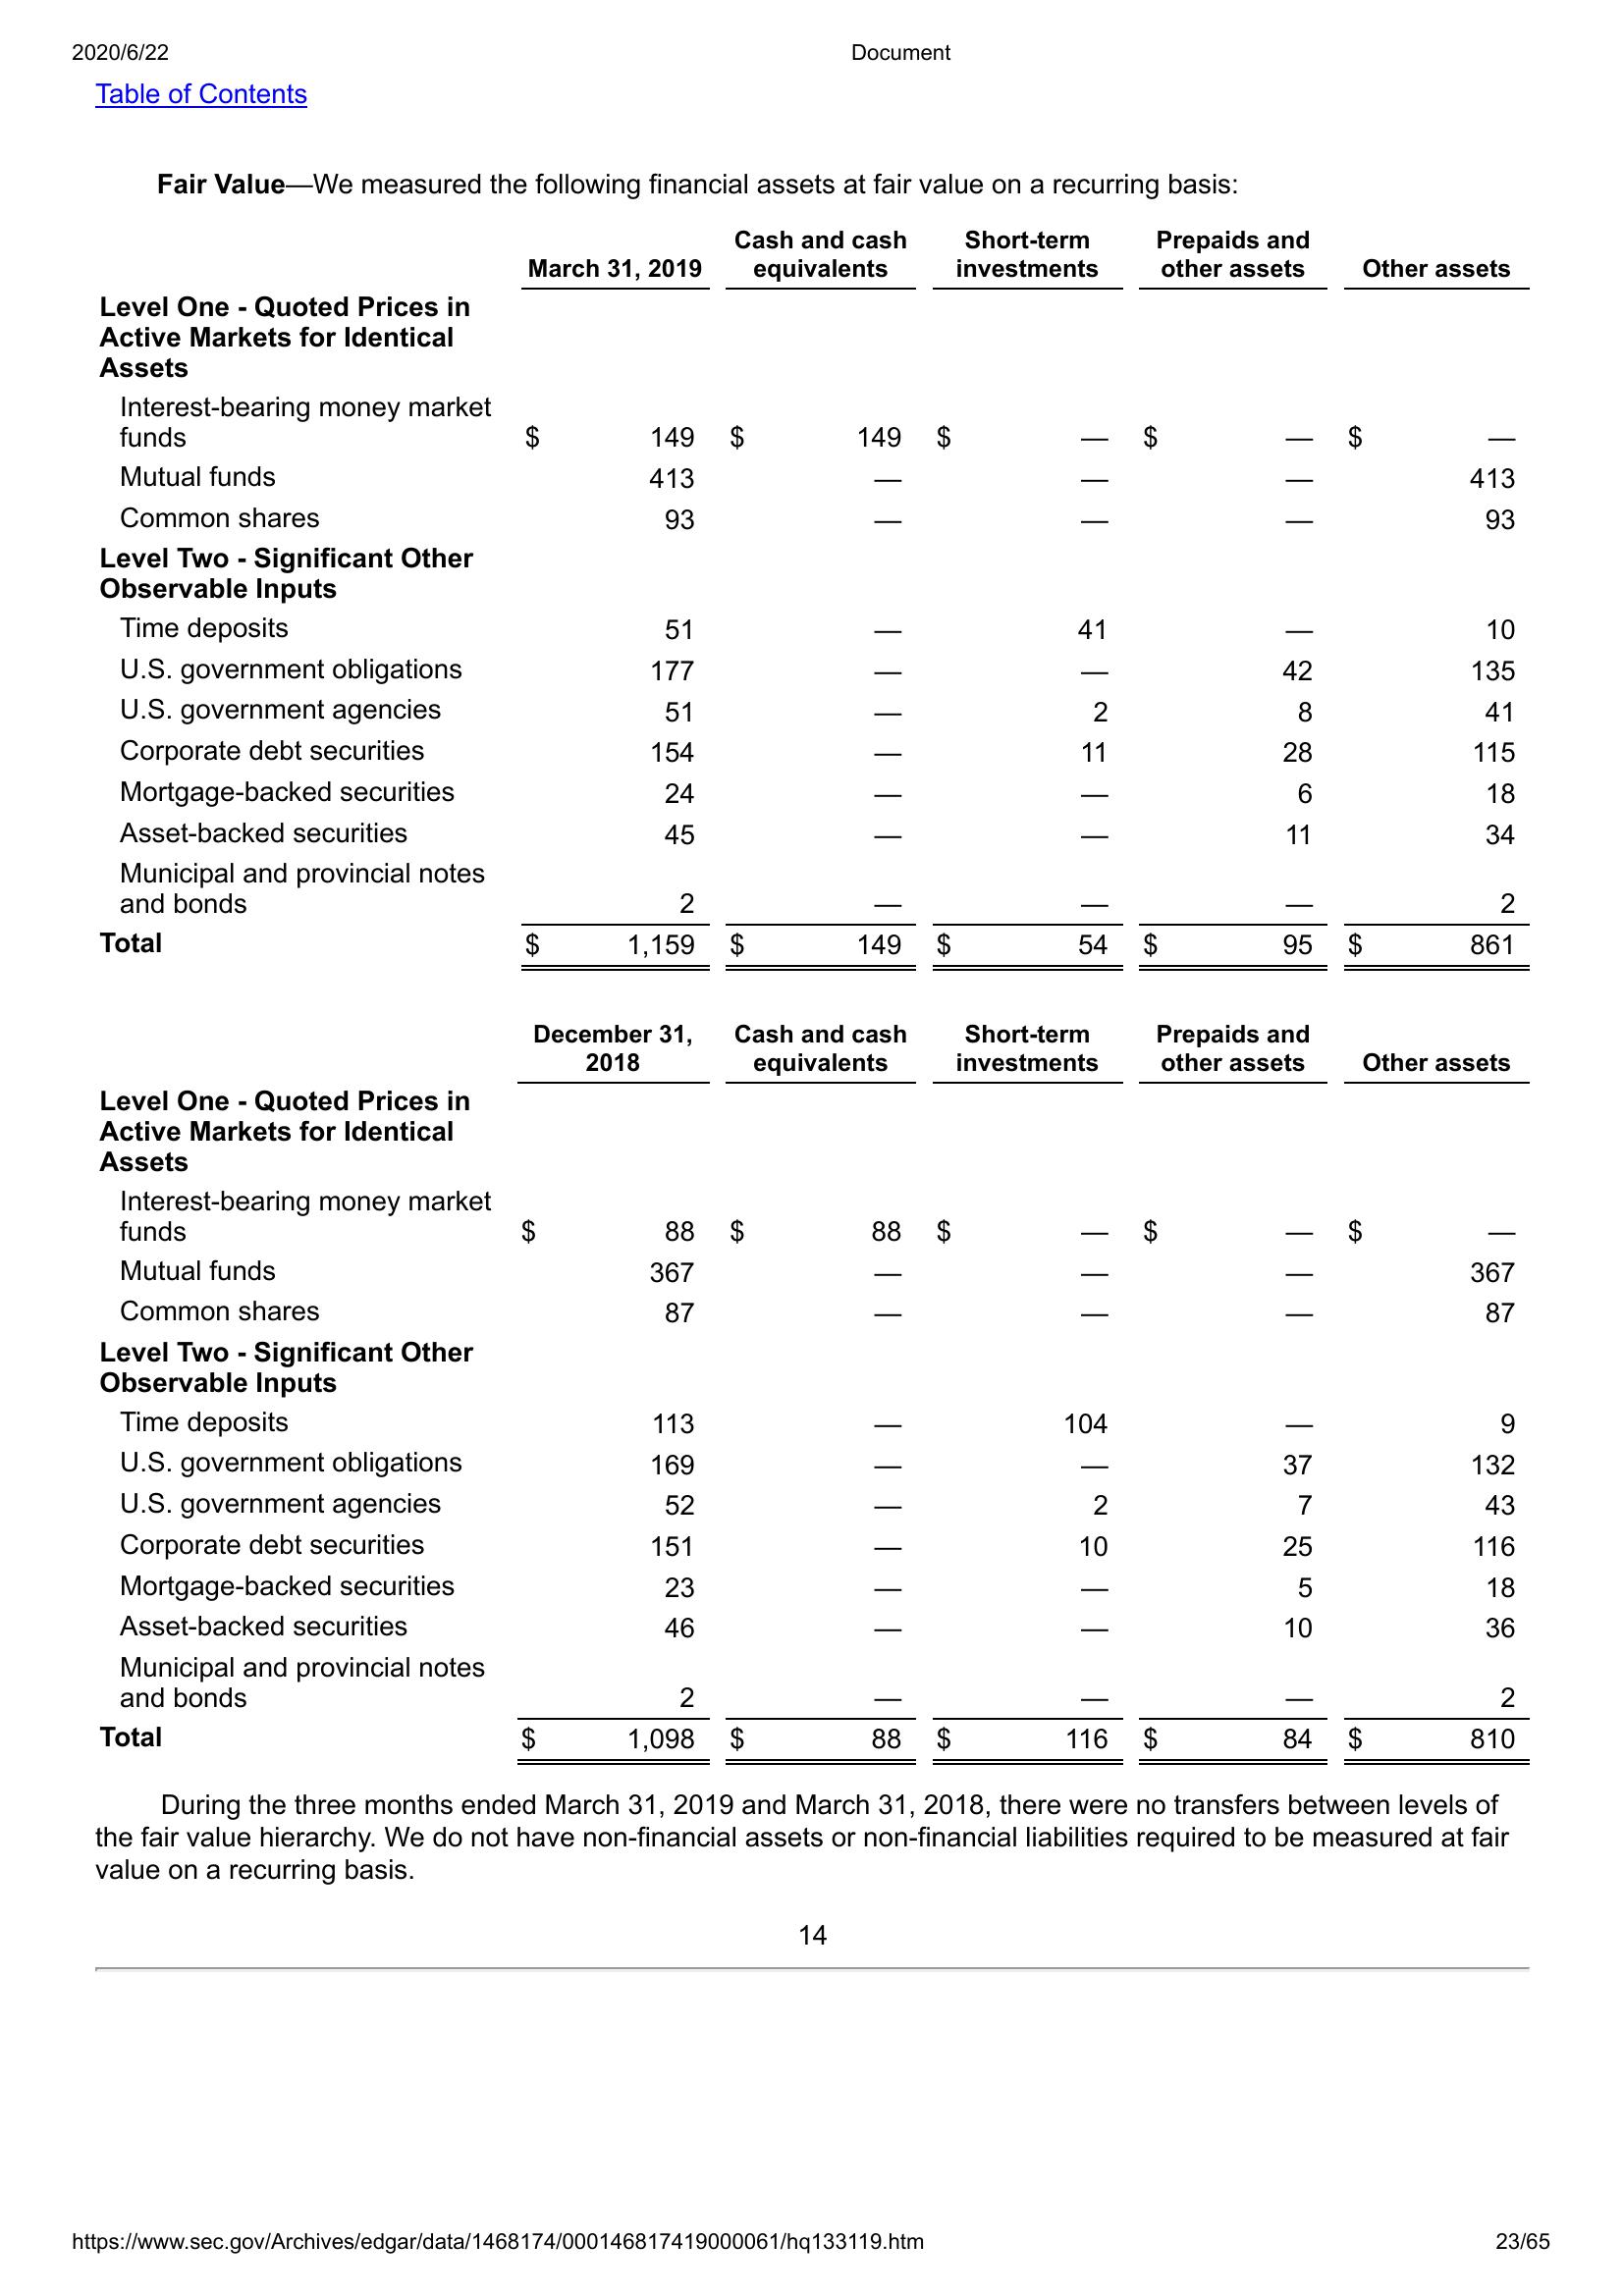 2020/6/22 Document
Table of Contents
Fair Value—We measured the following financial assets at fair value on a recurring basis:
March 31, 2019 Cash and cash equivalents Short-term investments Prepaids and other assets Other assets
Level One - Quoted Prices in
Active Markets for Identical
Assets
Interest-bearing money market
funds $ 149 $ 149 $ — $ — $ —
Mutual funds 413 — — — 413
Common shares 93 — — — 93
Level Two - Significant Other
Observable Inputs
Time deposits 51 — 41 — 10
U.S. government obligations 177 — — 42 135
U.S. government agencies 51 — 2 8 41
Corporate debt securities 154 — 11 28 115
Mortgage-backed securities 24 — — 6 18
Asset-backed securities 45 — — 11 34
Municipal and provincial notes
and bonds 2 — — — 2
Total $ 1,159 $ 149 $ 54 $ 95 $ 861
December 31, 2018 Cash and cash equivalents Short-term investments Prepaids and other assets Other assets
Level One - Quoted Prices in
Active Markets for Identical
Assets
Interest-bearing money market
funds $ 88 $ 88 $ — $ — $ —
Mutual funds 367 — — — 367
Common shares 87 — — — 87
Level Two - Significant Other
Observable Inputs
Time deposits 113 — 104 — 9
U.S. government obligations 169 — — 37 132
U.S. government agencies 52 — 2 7 43
Corporate debt securities 151 — 10 25 116
Mortgage-backed securities 23 — — 5 18
Asset-backed securities 46 — — 10 36
Municipal and provincial notes
and bonds 2 — — — 2
Total $ 1,098 $ 88 $ 116 $ 84 $ 810
During the three months ended March 31, 2019 and March 31, 2018, there were no transfers between levels of
the fair value hierarchy. We do not have non-financial assets or non-financial liabilities required to be measured at fair
value on a recurring basis.
14
https://www.sec.gov/Archives/edgar/data/1468174/000146817419000061/hq133119.htm 23/65